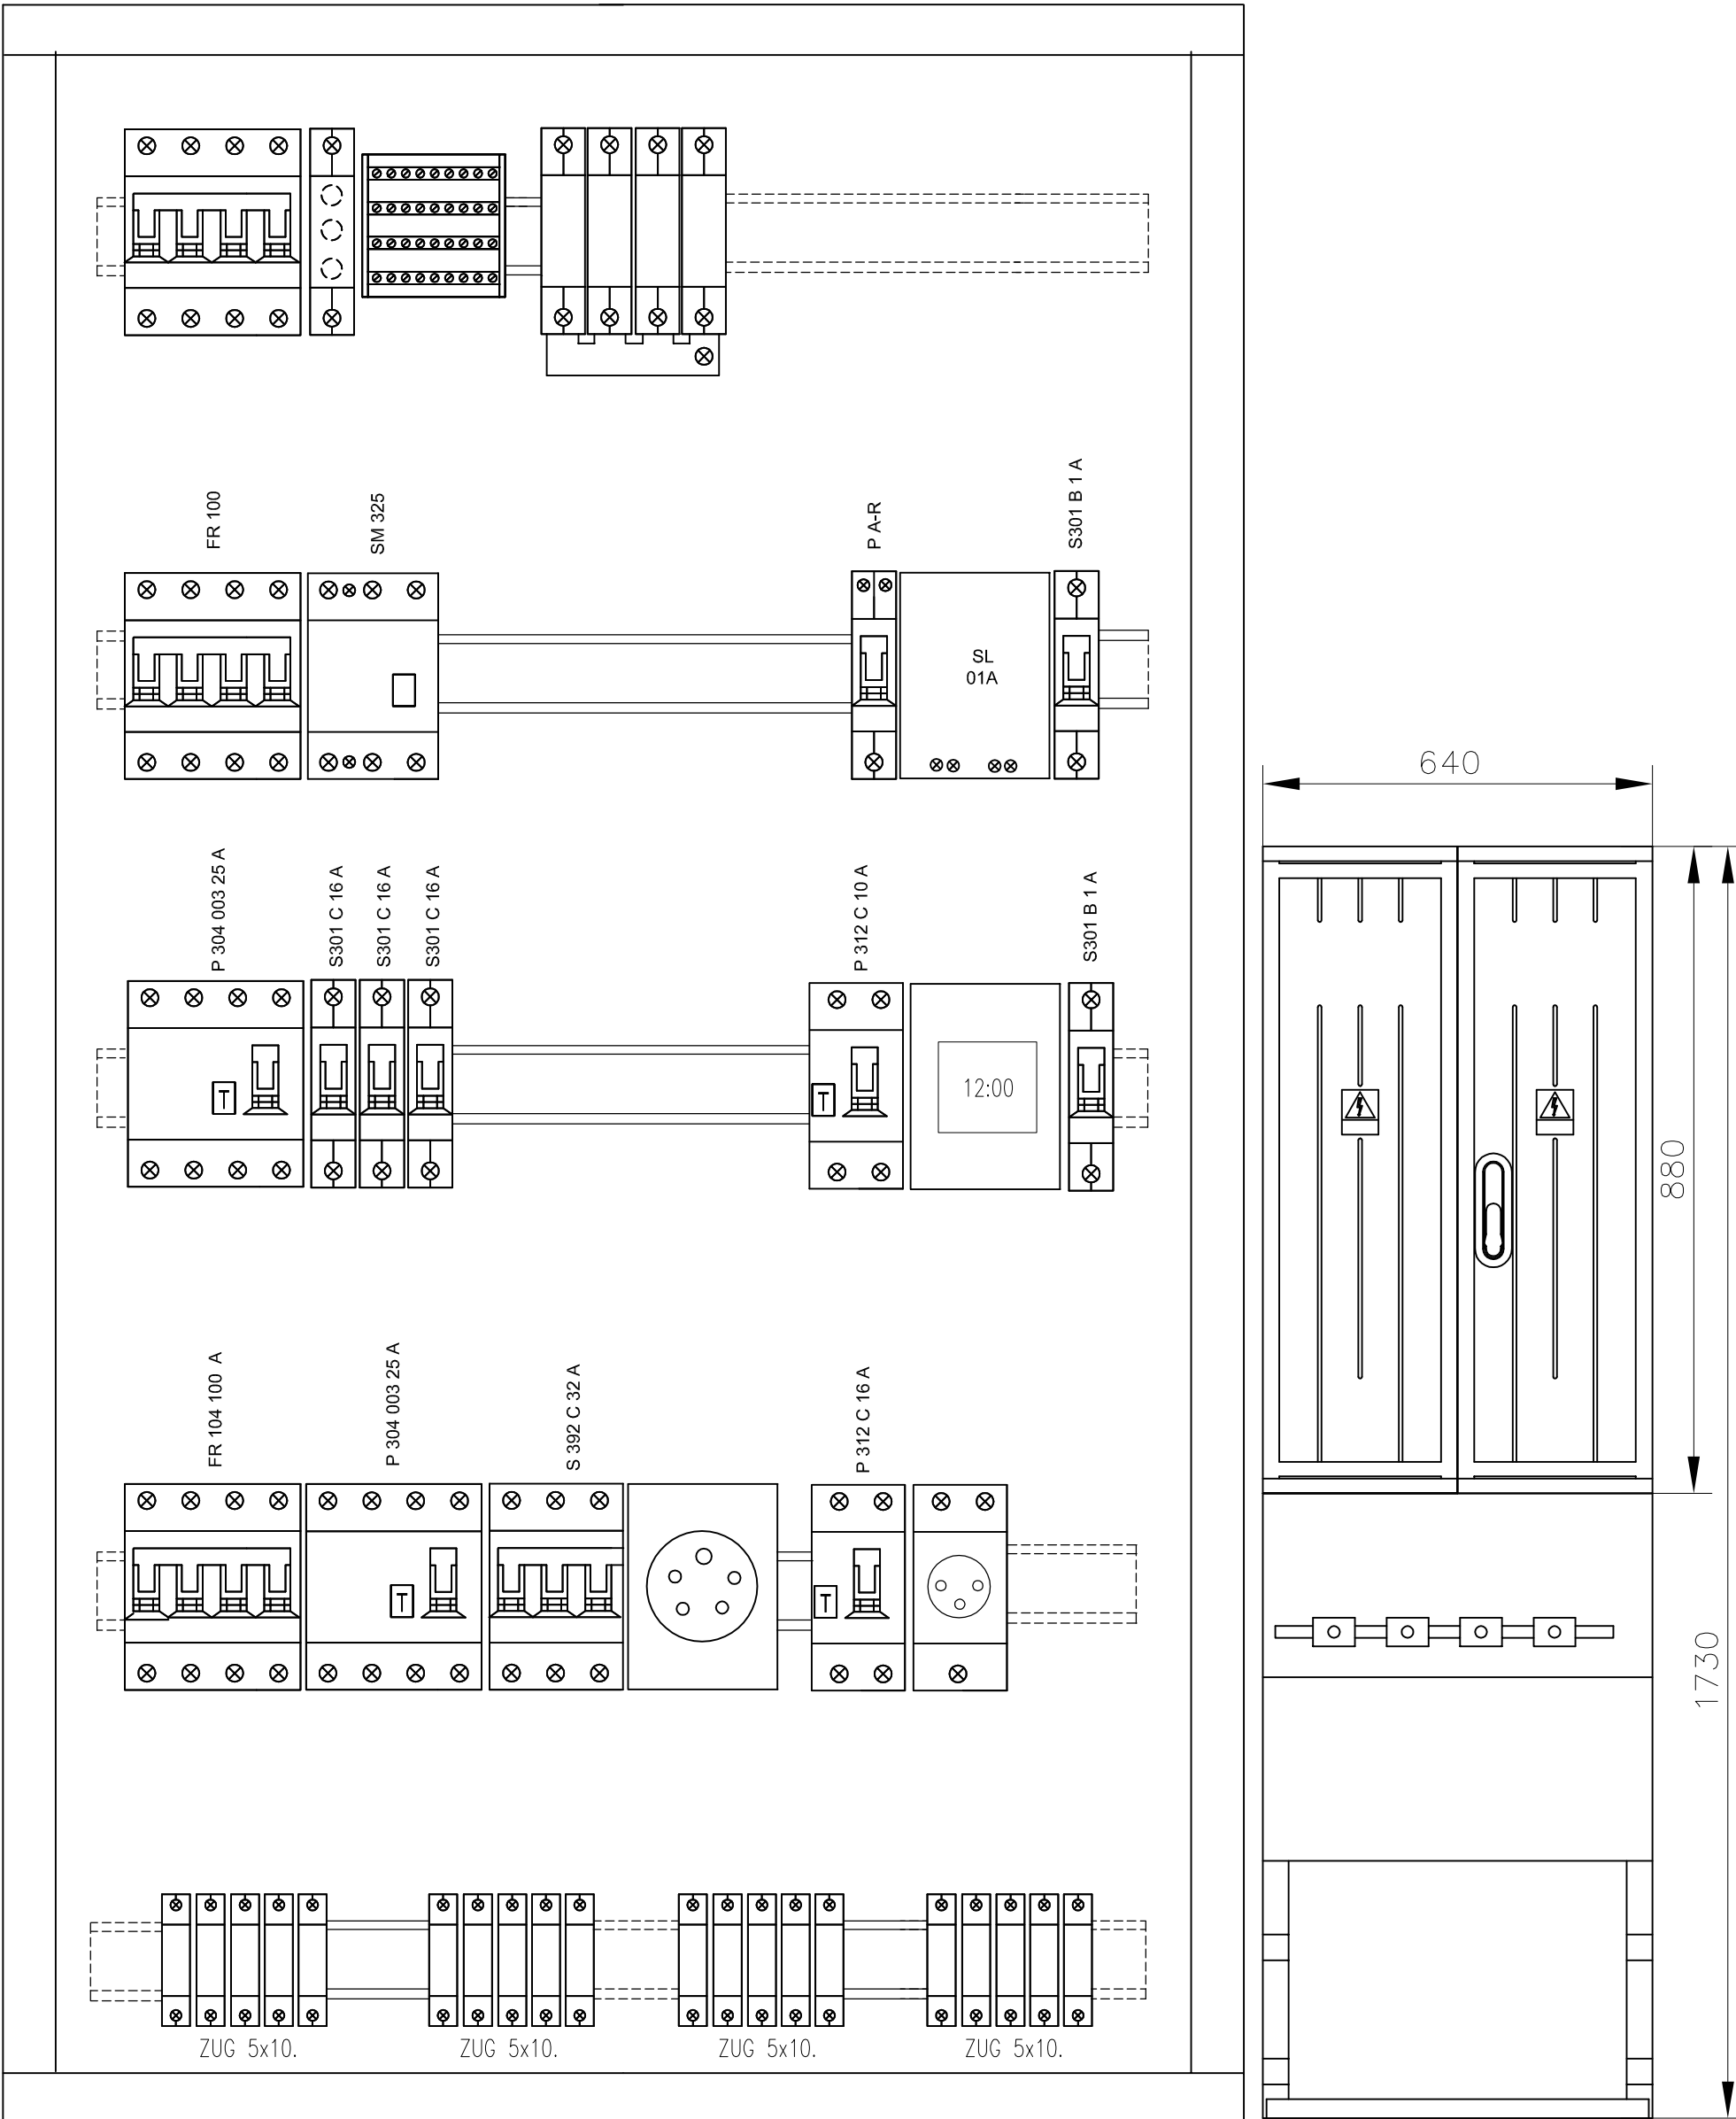 FR 100
SM 325
P A-R
S301 B 1 A
SL
01A
640
P 304 003 25 A
S301 C 16 A
S301 C 16 A
S301 C 16 A
P 312 C 10 A
S301 B 1 A
T
T
12:00
880
FR 104 100 A
P 304 003 25 A
S 392 C 32 A
P 312 C 16 A
T
T
1730
ZUG 5x10.
ZUG 5x10.
ZUG 5x10.
ZUG 5x10.